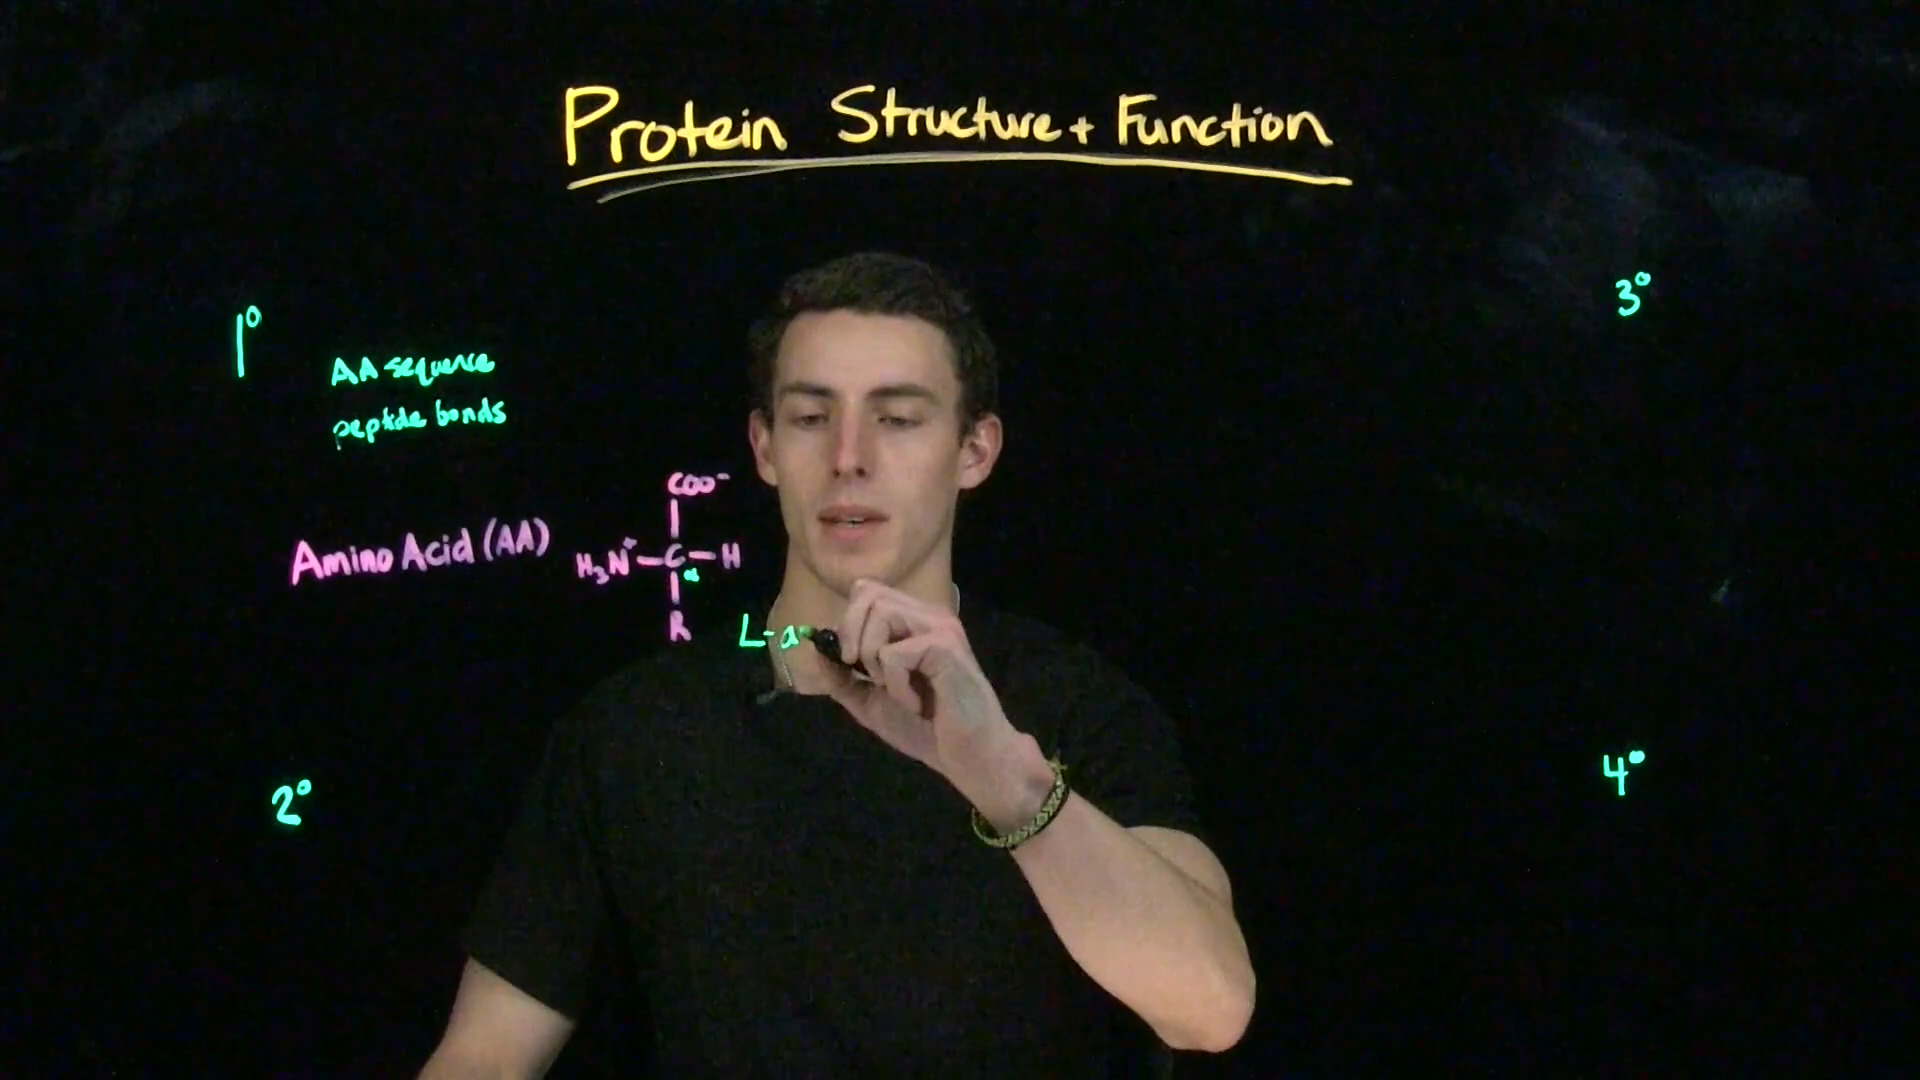 Protein Structure + Function
1°
AA sequence
peptide bonds
3°
Amino Acid (AA)
COO⁻
H₃N⁺—C—H
α
R
L-a
2°
4°